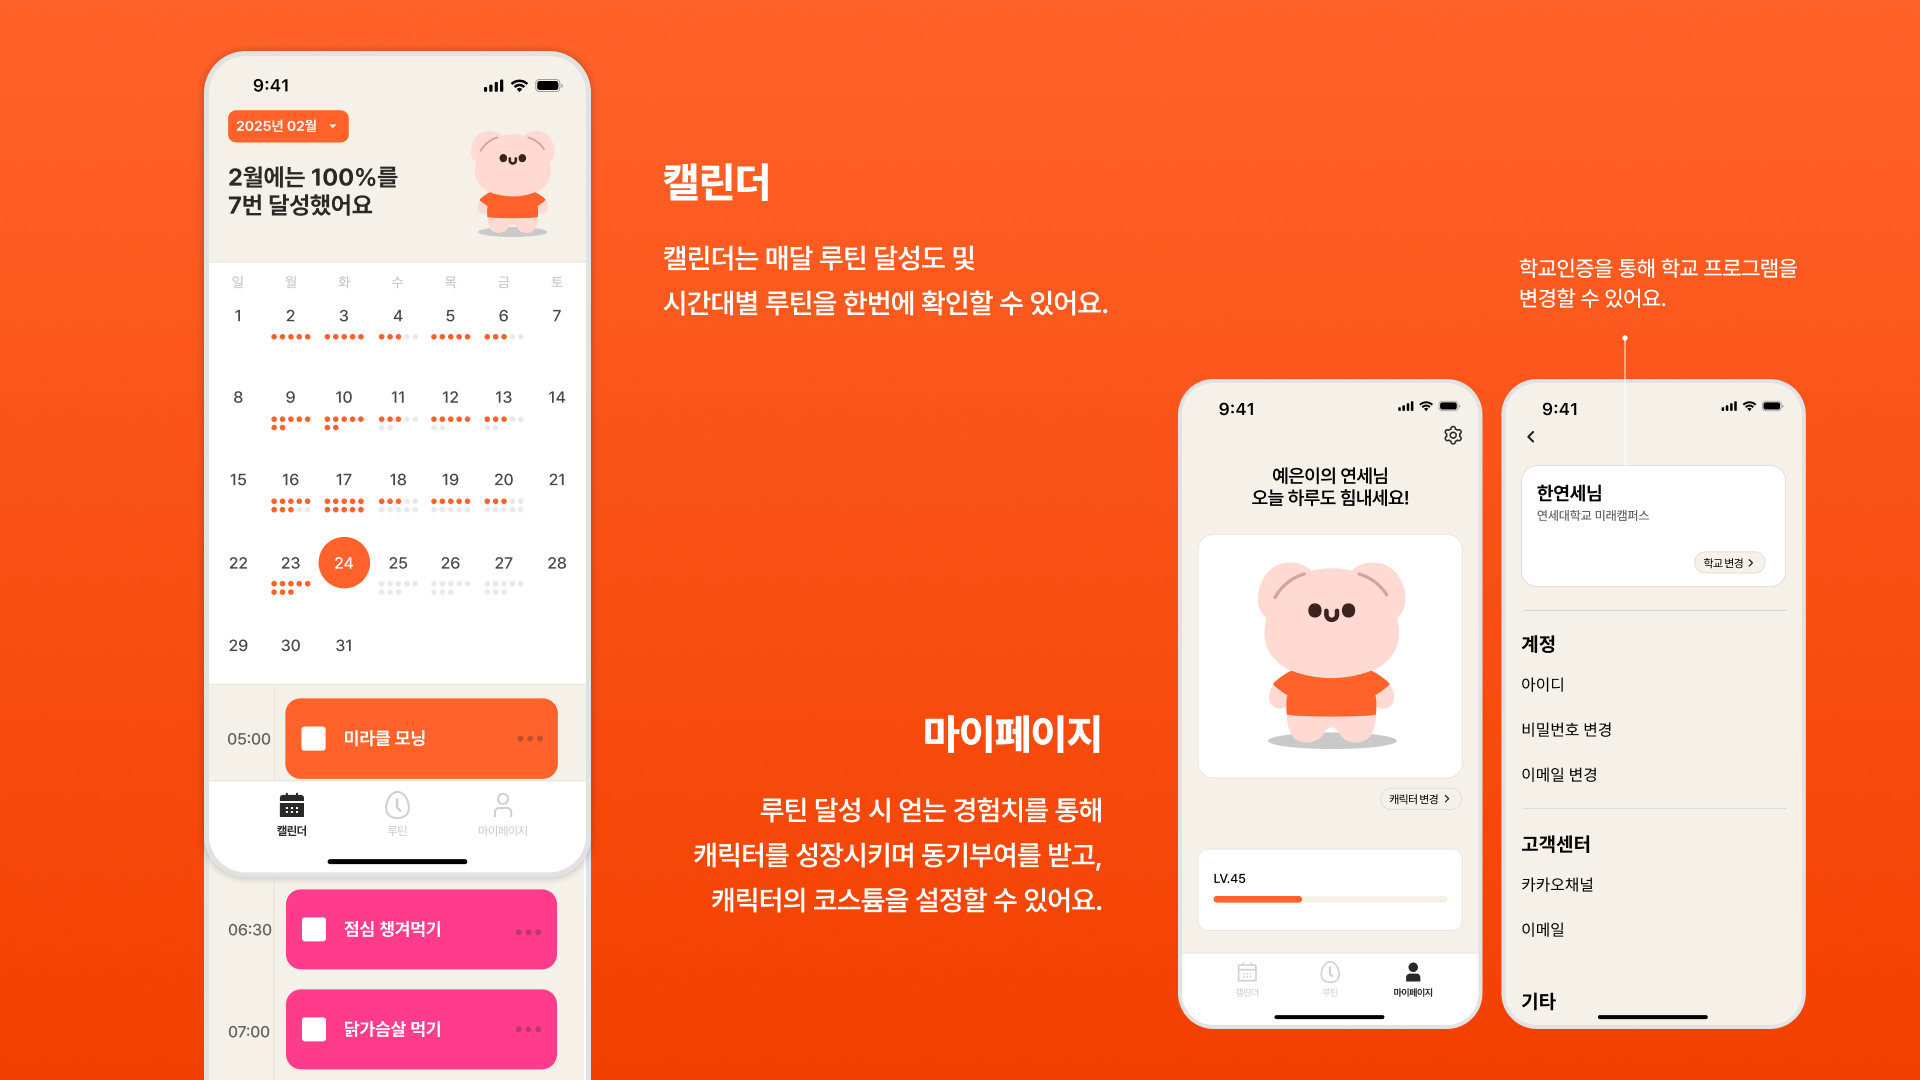 9:41
2025년 02월
2월에는 100%를
7번 달성했어요
일 월 화 수 목 금 토
1 2 3 4 5 6 7
8 9 10 11 12 13 14
15 16 17 18 19 20 21
22 23 24 25 26 27 28
29 30 31
05:00 미라클 모닝
캘린더 루틴 마이페이지
06:30 점심 챙겨먹기
07:00 닭가슴살 먹기
캘린더
캘린더는 매달 루틴 달성도 및
시간대별 루틴을 한번에 확인할 수 있어요.
마이페이지
루틴 달성 시 얻는 경험치를 통해
캐릭터를 성장시키며 동기부여를 받고,
캐릭터의 코스튬을 설정할 수 있어요.
9:41
예은이의 연세님
오늘 하루도 힘내세요!
캐릭터 변경
LV.45
캘린더 루틴 마이페이지
학교인증을 통해 학교 프로그램을
변경할 수 있어요.
9:41
한연세님
연세대학교 미래캠퍼스
학교 변경
계정
아이디
비밀번호 변경
이메일 변경
고객센터
카카오채널
이메일
기타